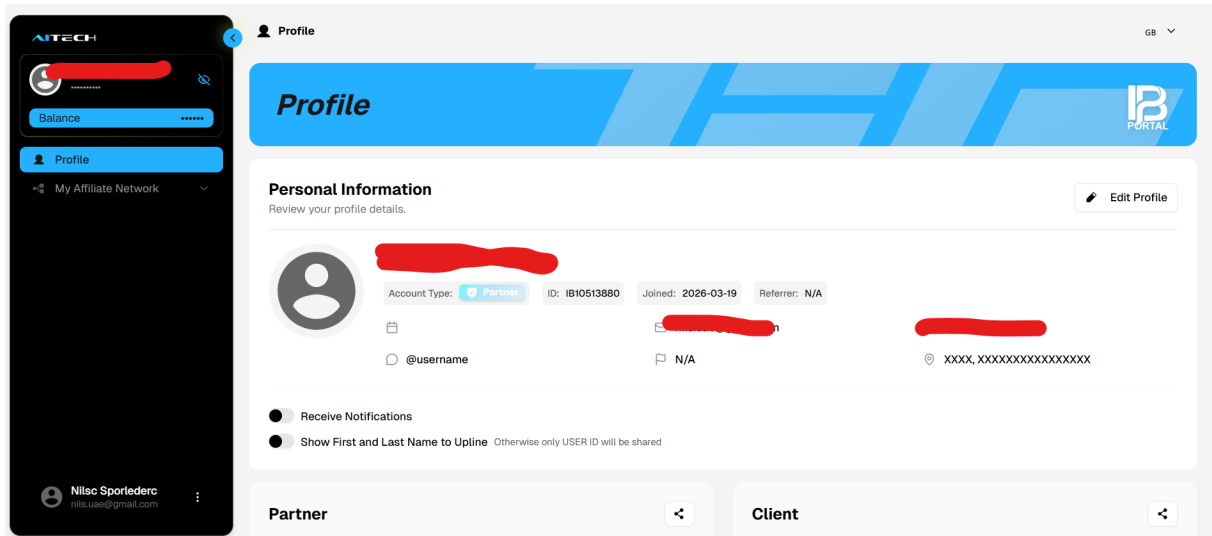 AITECH
Balance ••••••
Profile
My Affiliate Network
Nilsc Sporlederc
nils.uae@gmail.com
Profile
GB
Profile
IB
PORTAL
Personal Information
Review your profile details.
Edit Profile
Account Type: Partner ID: IB10513880 Joined: 2026-03-19 Referrer: N/A
@username N/A XXXX, XXXXXXXXXXXXXXXX
Receive Notifications
Show First and Last Name to Upline Otherwise only USER ID will be shared
Partner
Client